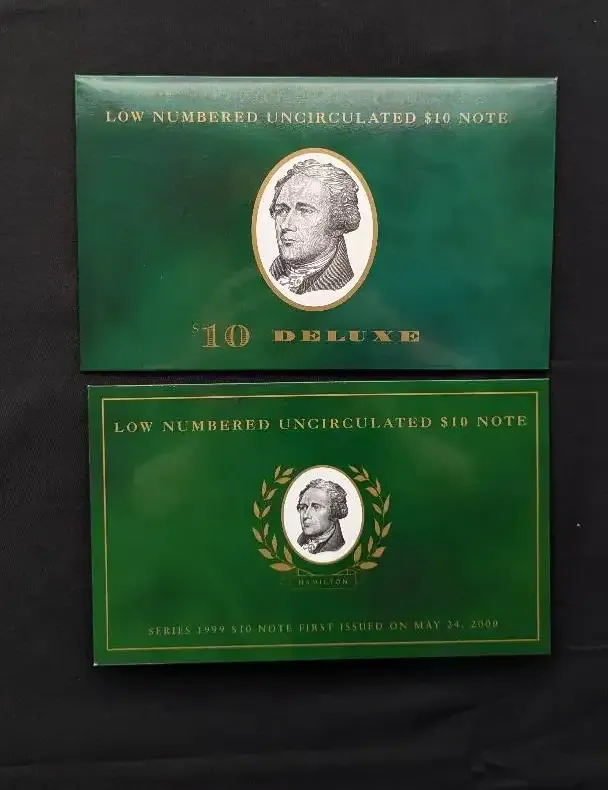 LOW NUMBERED UNCIRCULATED $10 NOTE
$10 DELUXE
LOW NUMBERED UNCIRCULATED $10 NOTE
HAMILTON
SERIES 1999 $10 NOTE FIRST ISSUED ON MAY 24, 2000